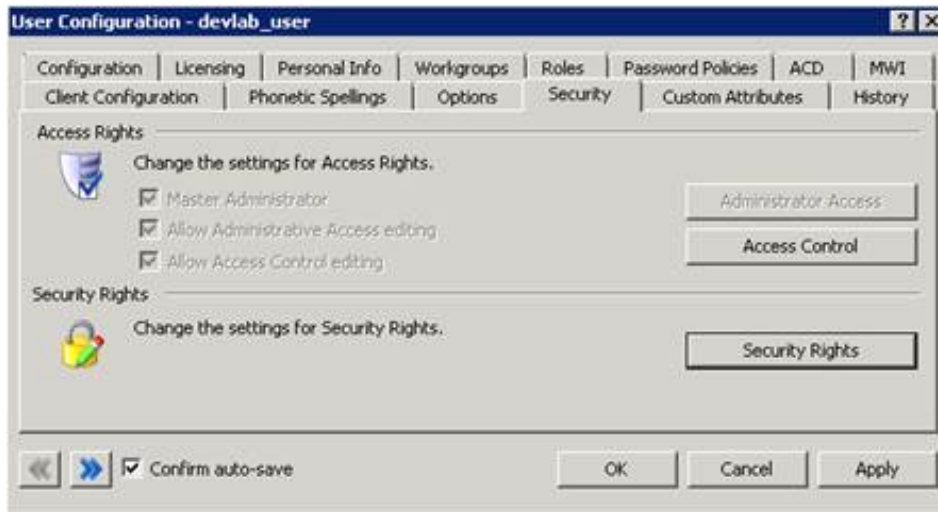 User Configuration - devlab_user
Configuration Licensing Personal Info Workgroups Roles Password Policies ACD MWI
Client Configuration Phonetic Spellings Options Security Custom Attributes History
Access Rights
Change the settings for Access Rights.
Master Administrator Administrator Access
Allow Administrative Access editing
Access Control
Allow Access Control editing
Security Rights
Change the settings for Security Rights.
Security Rights
Confirm auto-save OK Cancel Apply